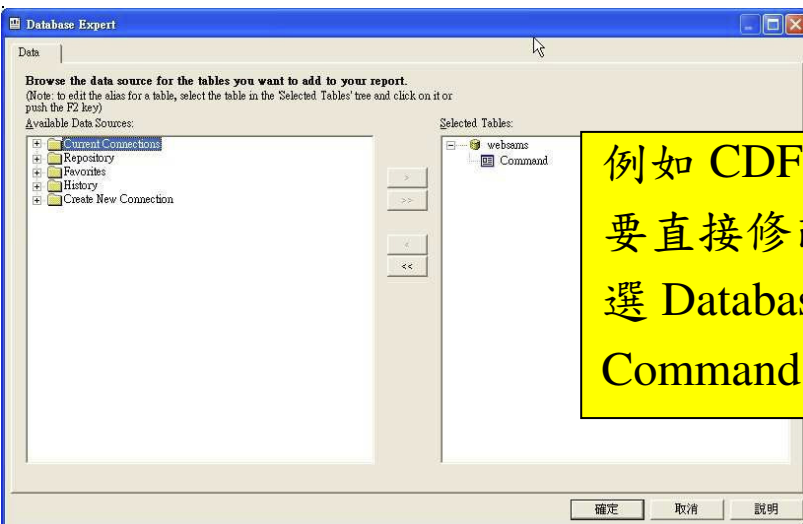 Database Expert
Data
Browse the data source for the tables you want to add to your report.
(Note: to edit the alias for a table, select the table in the 'Selected Tables' tree and click on it or
push the F2 key)
Available Data Sources:
Current Connections
Repository
Favorites
History
Create New Connection
>
>>
<
<<
Selected Tables:
websams
Command
例如 CDF
要直接修
選 Databas
Command
確定
取消
說明